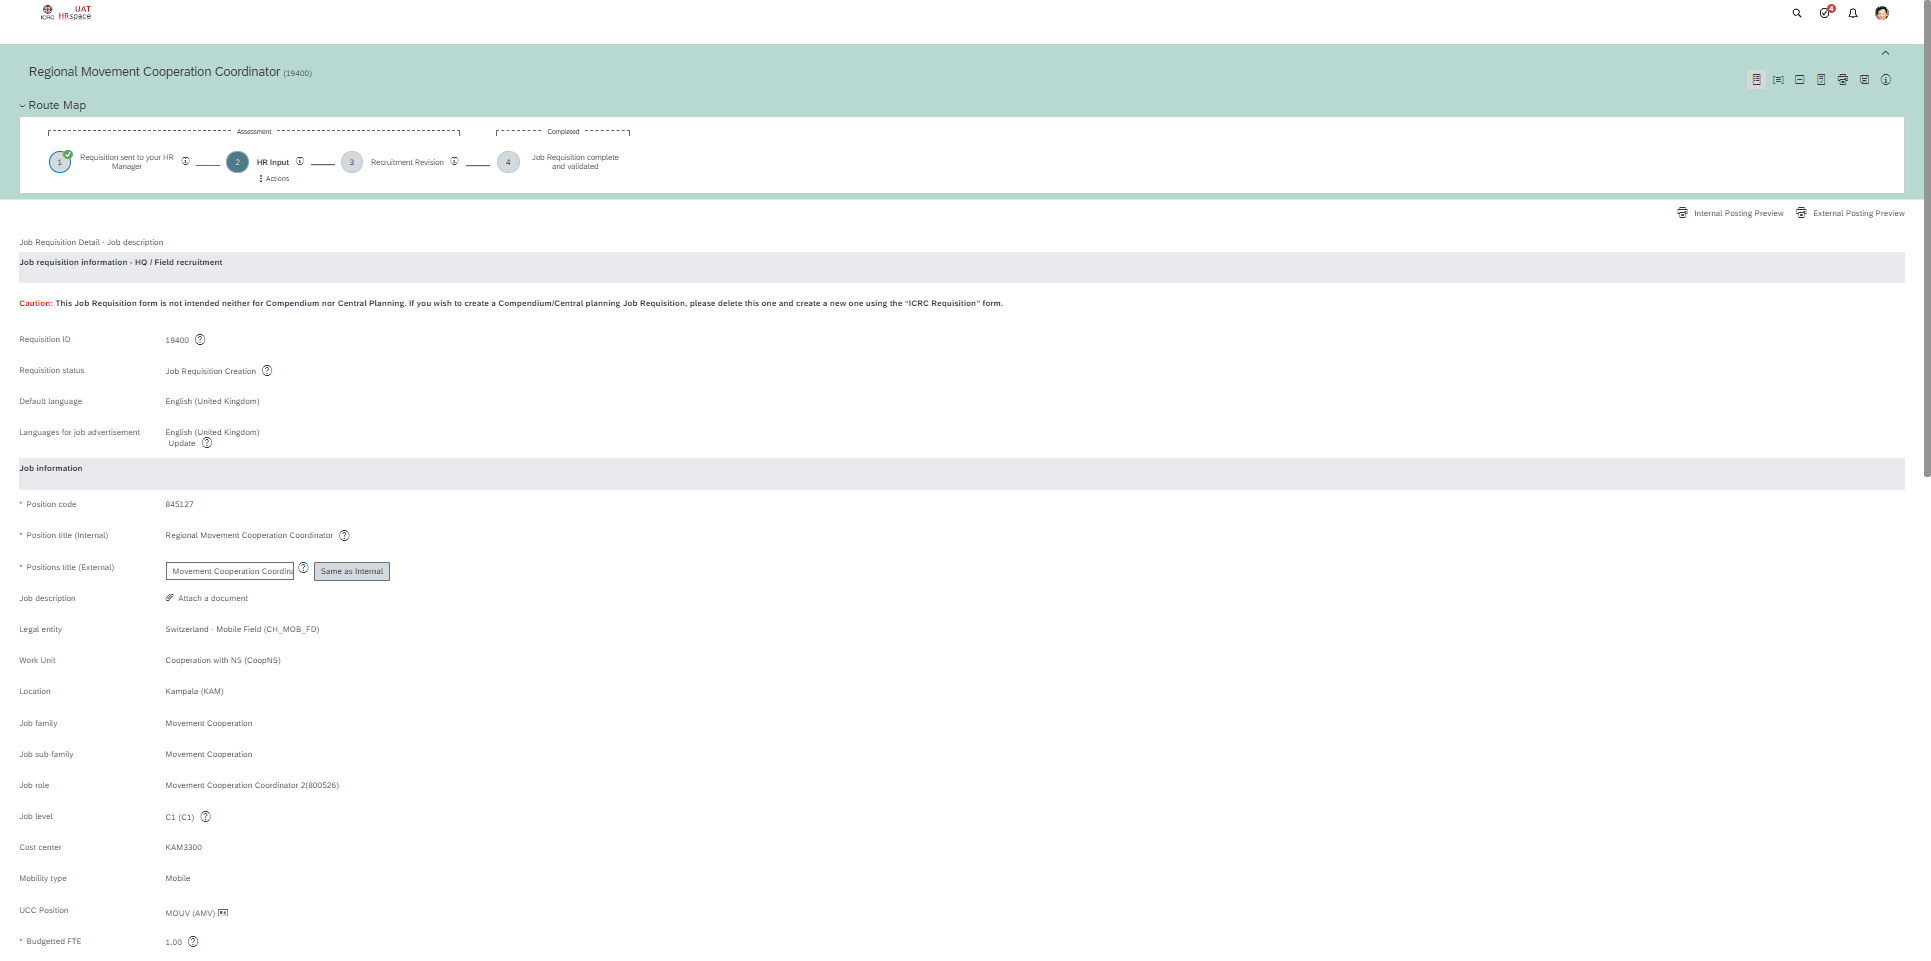 UAT
ICRC HRspace
4
Regional Movement Cooperation Coordinator (19400)
Route Map
Assessment
Completed
1
Requisition sent to your HR
Manager
2
HR Input
Actions
3
Recruitment Revision
4
Job Requisition complete
and validated
Internal Posting Preview
External Posting Preview
Job Requisition Detail - Job description
Job requisition information - HQ / Field recruitment
Caution: This Job Requisition form is not intended neither for Compendium nor Central Planning. If you wish to create a Compendium/Central planning Job Requisition, please delete this one and create a new one using the "ICRC Requisition" form.
Requisition ID 19400
Requisition status Job Requisition Creation
Default language English (United Kingdom)
Languages for job advertisement English (United Kingdom)
Update
Job information
* Position code 845127
* Position title (Internal) Regional Movement Cooperation Coordinator
* Positions title (External) Movement Cooperation Coordina Same as Internal
Job description Attach a document
Legal entity Switzerland - Mobile Field (CH_MOB_FD)
Work Unit Cooperation with NS (CoopNS)
Location Kampala (KAM)
Job family Movement Cooperation
Job sub-family Movement Cooperation
Job role Movement Cooperation Coordinator 2(800526)
Job level C1 (C1)
Cost center KAM3300
Mobility type Mobile
UCC Position MOUV (AMV)
* Budgetted FTE 1.00